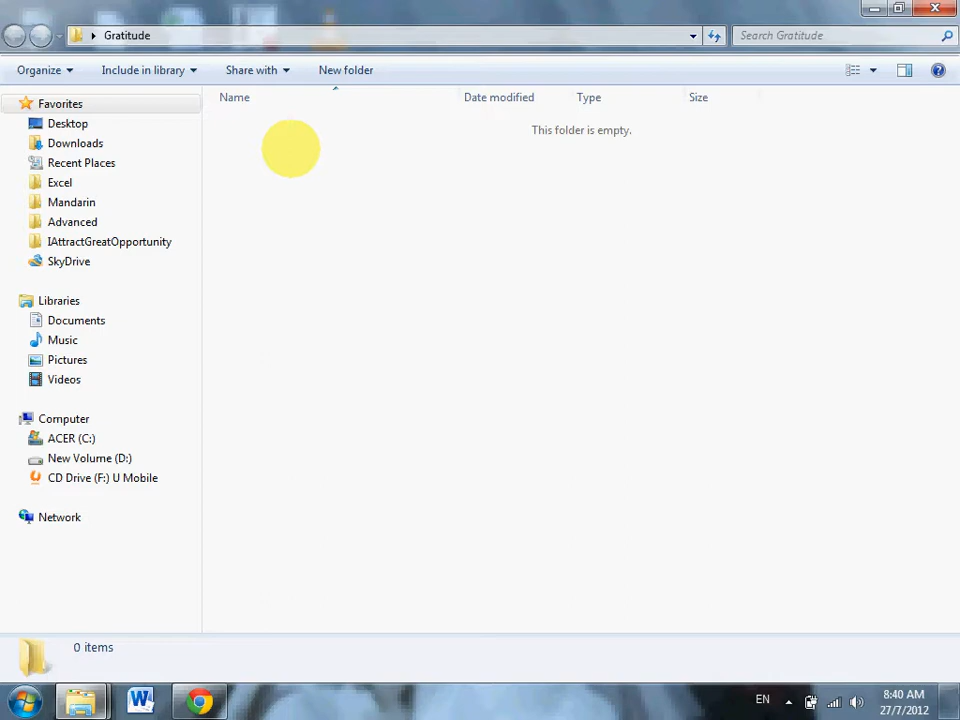 Gratitude
Search Gratitude
Organize
Include in library
Share with
New folder
Name
Date modified
Type
Size
This folder is empty.
Favorites
Desktop
Downloads
Recent Places
Excel
Mandarin
Advanced
IAttractGreatOpportunity
SkyDrive
Libraries
Documents
Music
Pictures
Videos
Computer
ACER (C:)
New Volume (D:)
CD Drive (F:) U Mobile
Network
0 items
EN
8:40 AM
27/7/2012